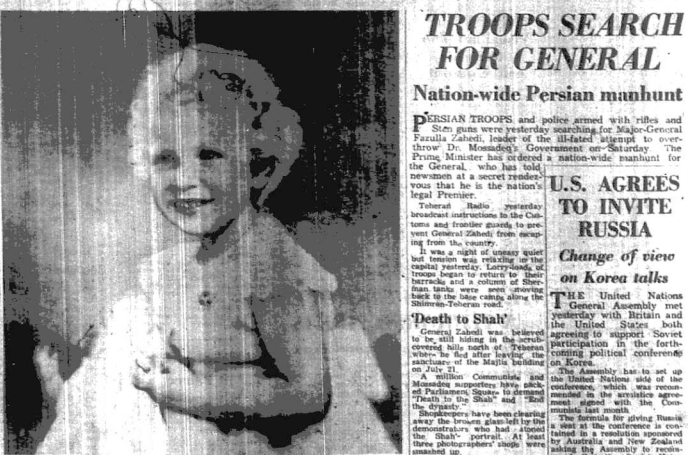 TROOPS SEARCH
FOR GENERAL
Nation-wide Persian manhunt
PERSIAN TROOPS and police armed with rifles and
Sten guns were yesterday searching for Major-General
Fazulla Zahedi, leader of the ill-fated attempt to over-
throw Dr. Mossadeq's Government on Saturday The
Prime Minister has ordered a nation-wide manhunt for
the General, who has told
newsmen at a secret rendez-
vous that he is the nation's
legal Premier.
Teheran Radio yesterday
broadcast instructions to the Cus-
toms and frontier guards to pre-
vent General Zahedi from escap-
ing from the country.
It was a night of uneasy quiet
but tension was relaxing in the
capital yesterday. Lorry-loads of
troops began to return to their
barracks and a column of Sher-
man tanks were seen moving
back to the base camps along the
Shimran-Teheran road.
'Death to Shah'
General Zahedi was believed
to be still hiding in the scrub-
covered hills north of Teheran
where he fled after leaving the
sanctuary of the Majlis building
on July 21.
A million Communists and
Mossadeq supporters have pack-
ed Parliament Square to demand
"Death to the Shah" and "End
the dynasty."
Shopkeepers have been clearing
away the broken glass left by the
demonstrators who had stoned
the Shah's portrait. At least
three photographers' shops were
smashed up.
U.S. AGREES
TO INVITE
RUSSIA
Change of view
on Korea talks
THE United Nations
General Assembly met
yesterday with Britain and
the United States both
agreeing to support Soviet
participation in the forth-
coming political conference
on Korea.
The Assembly has to set up
the United Nations side of the
conference, which was recom-
mended in the armistice agree-
ment signed with the Com-
munists last month
The formula for giving Russia
a seat at the conference is con-
tained in a resolution sponsored
by Australia and New Zealand
asking the Assembly to recom-